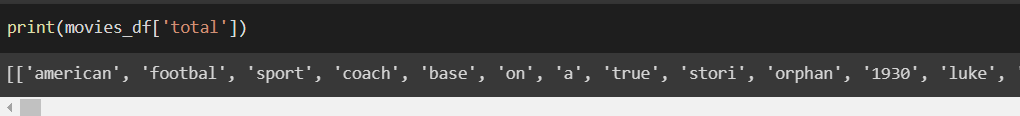 print(movies_df['total'])
[['american', 'footbal', 'sport', 'coach', 'base', 'on', 'a', 'true', 'stori', 'orphan', '1930', 'luke', '